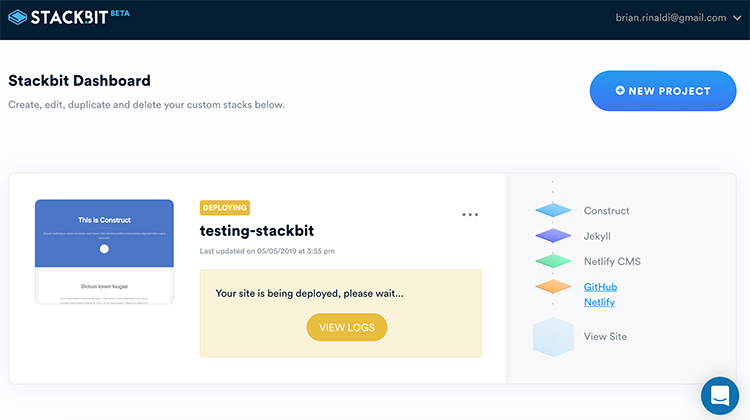 STACKBIT BETA
brian.rinaldi@gmail.com
Stackbit Dashboard
NEW PROJECT
Create, edit, duplicate and delete your custom stacks below.
This is Construct
Dictum lorem feugiat
DEPLOYING
testing-stackbit
Last updated on 05/05/2019 at 3:55 pm
Your site is being deployed, please wait...
VIEW LOGS
Construct
Jekyll
Netlify CMS
GitHub
Netlify
View Site